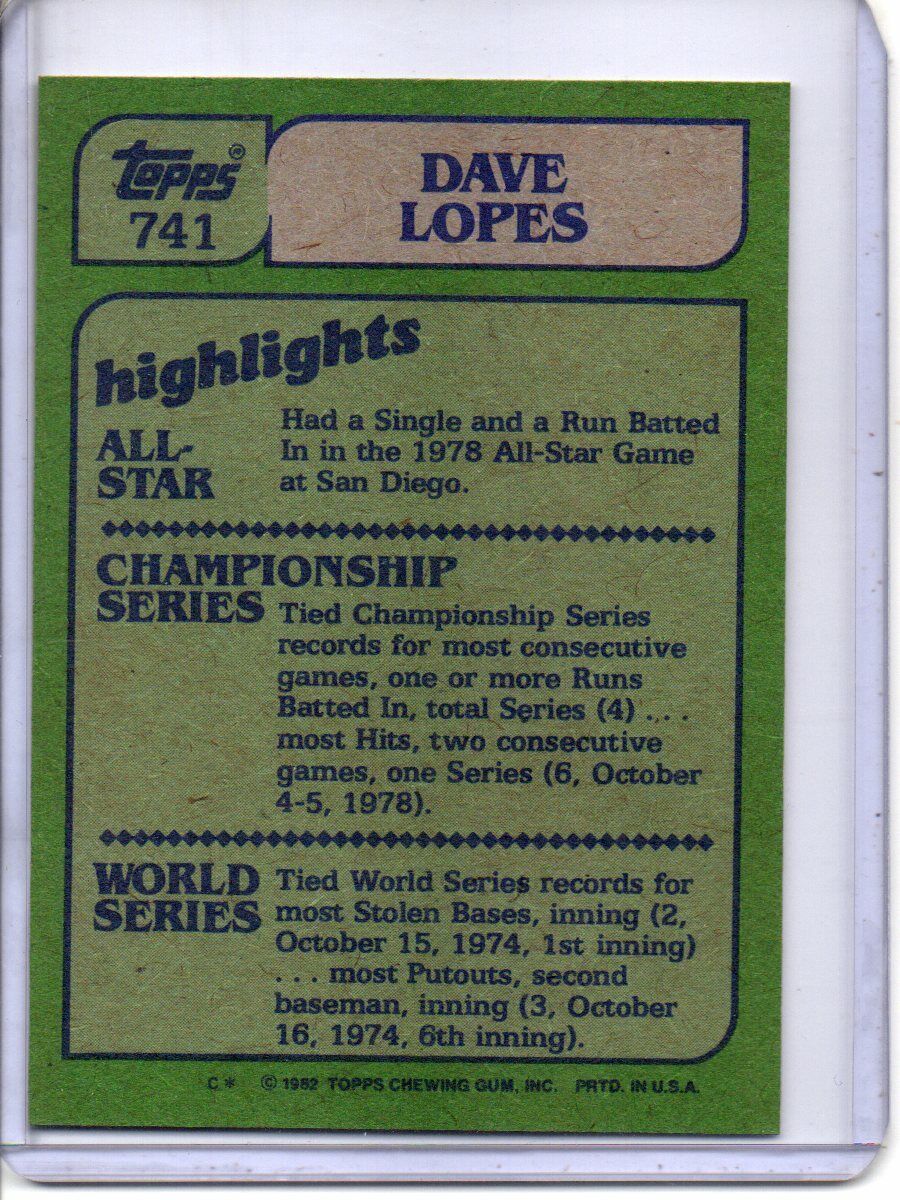 topps®
741
DAVE
LOPES
highlights
ALL-
STAR
Had a Single and a Run Batted
In in the 1978 All-Star Game
at San Diego.
CHAMPIONSHIP
SERIES
Tied Championship Series
records for most consecutive
games, one or more Runs
Batted In, total Series (4) . . .
most Hits, two consecutive
games, one Series (6, October
4-5, 1978).
WORLD
SERIES
Tied World Series records for
most Stolen Bases, inning (2,
October 15, 1974, 1st inning)
. . . most Putouts, second
baseman, inning (3, October
16, 1974, 6th inning).
C* © 1982 TOPPS CHEWING GUM, INC. PRTD. IN U.S.A.